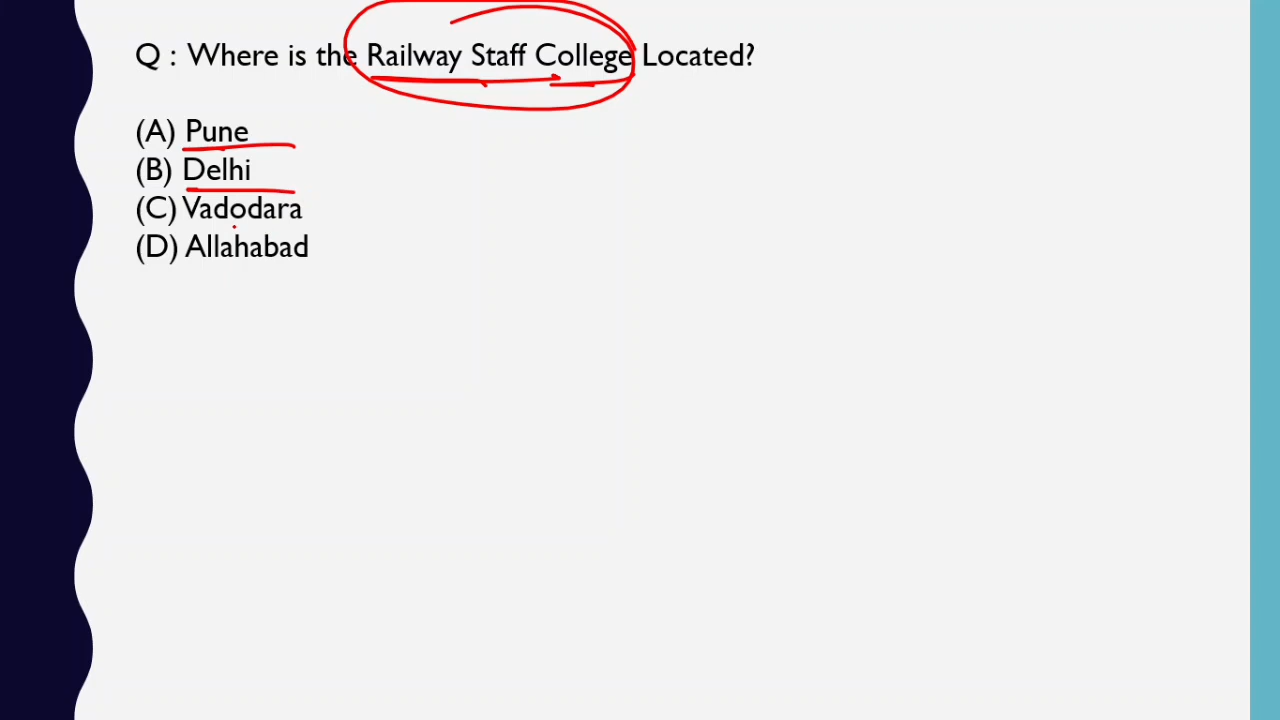 Q : Where is the Railway Staff College Located?
(A) Pune
(B) Delhi
(C) Vadodara
(D) Allahabad